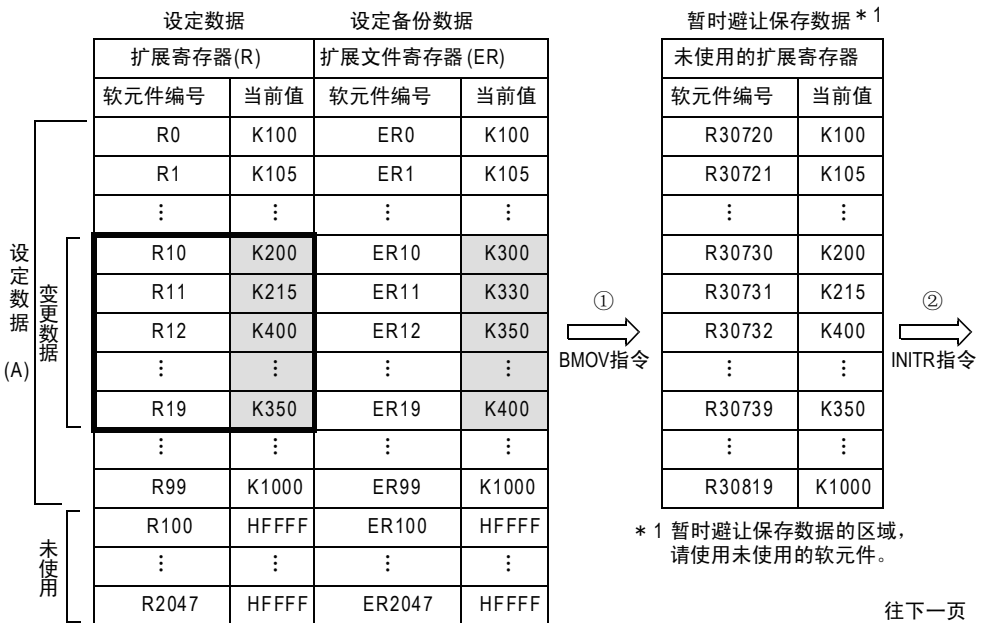 设定数据 设定备份数据 暂时避让保存数据*1
扩展寄存器(R) 扩展文件寄存器(ER) 未使用的扩展寄存器
软元件编号 当前值 软元件编号 当前值 软元件编号 当前值
R0 K100 ER0 K100 R30720 K100
R1 K105 ER1 K105 R30721 K105
⋮ ⋮ ⋮ ⋮ ⋮ ⋮
R10 K200 ER10 K300 R30730 K200
R11 K215 ER11 K330 R30731 K215
R12 K400 ER12 K350 R30732 K400
⋮ ⋮ ⋮ ⋮ ⋮ ⋮
R19 K350 ER19 K400 R30739 K350
⋮ ⋮ ⋮ ⋮ ⋮ ⋮
R99 K1000 ER99 K1000 R30819 K1000
R100 HFFFF ER100 HFFFF
⋮ ⋮ ⋮ ⋮
R2047 HFFFF ER2047 HFFFF
设定数据
(A)
变更数据
未使用
①
BMOV指令
②
INITR指令
*1 暂时避让保存数据的区域，
请使用未使用的软元件。
往下一页